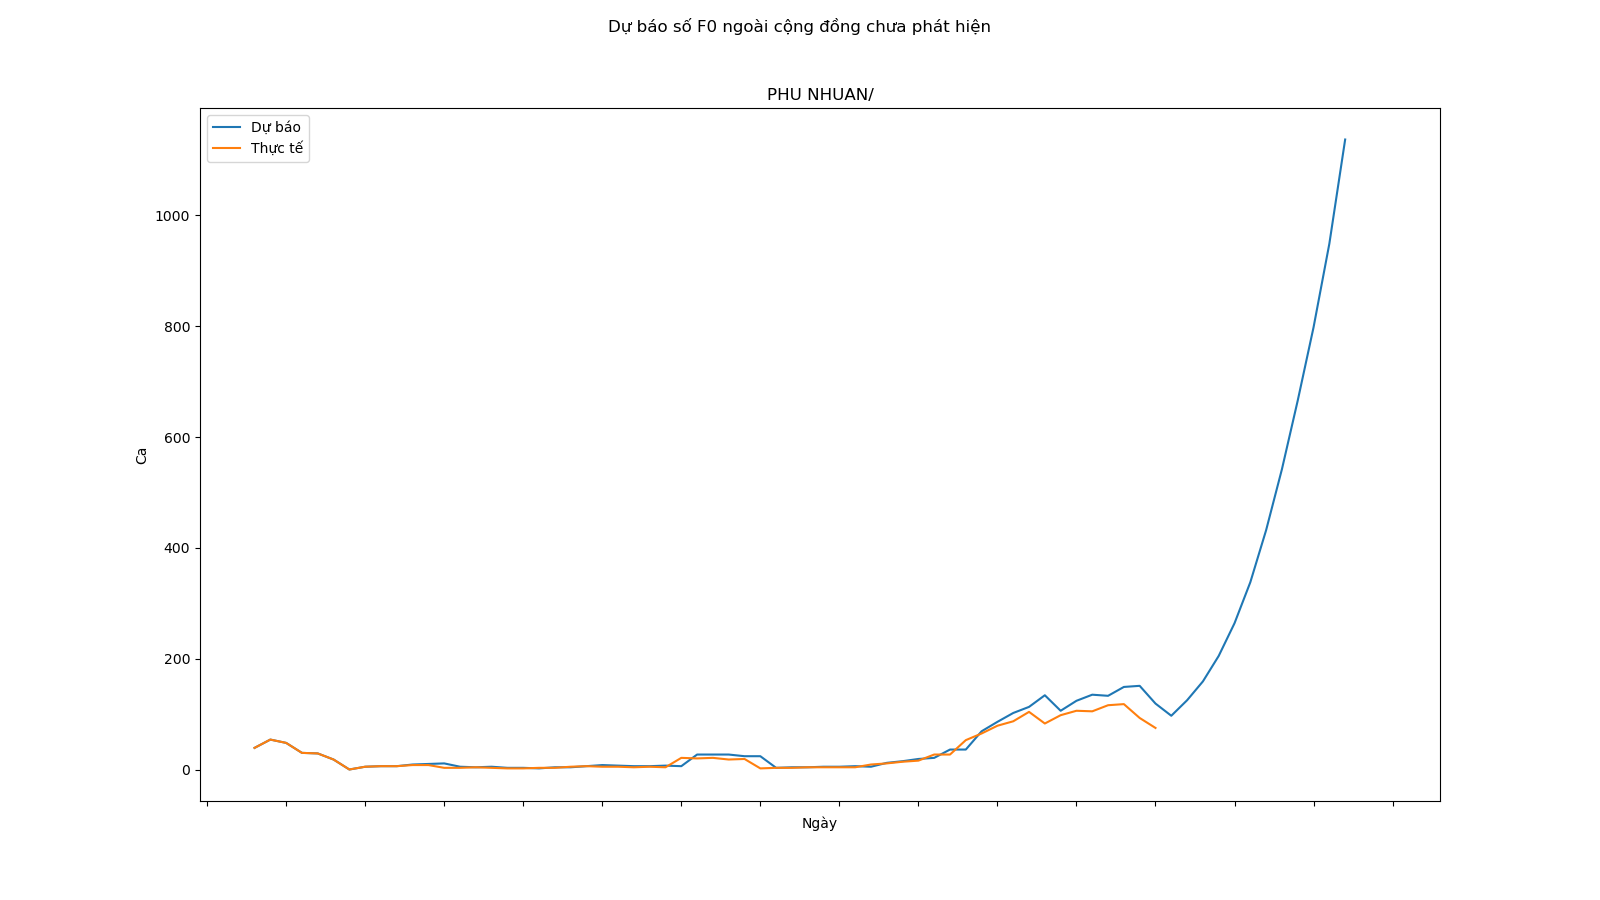 Dự báo số F0 ngoài cộng đồng chưa phát hiện
PHU NHUAN/
Dự báo
Thực tế
1000
800
600
400
200
0
Ca
Ngày